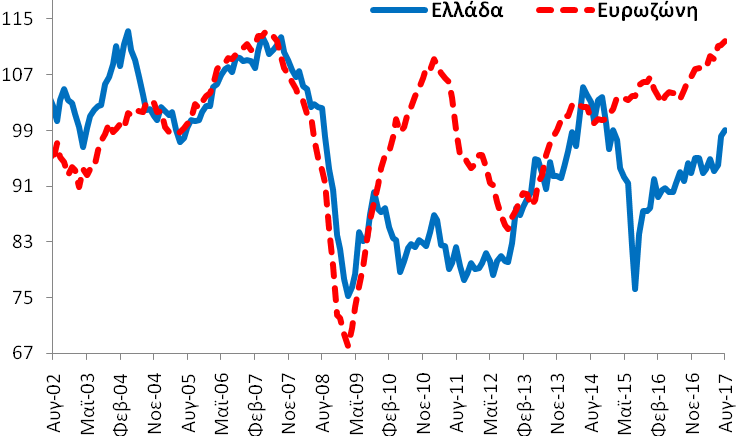 Ελλάδα
Ευρωζώνη
115
107
99
91
83
75
67
Αυγ-02
Μαϊ-03
Φεβ-04
Νοε-04
Αυγ-05
Μαϊ-06
Φεβ-07
Νοε-07
Αυγ-08
Μαϊ-09
Φεβ-10
Νοε-10
Αυγ-11
Μαϊ-12
Φεβ-13
Νοε-13
Αυγ-14
Μαϊ-15
Φεβ-16
Νοε-16
Αυγ-17